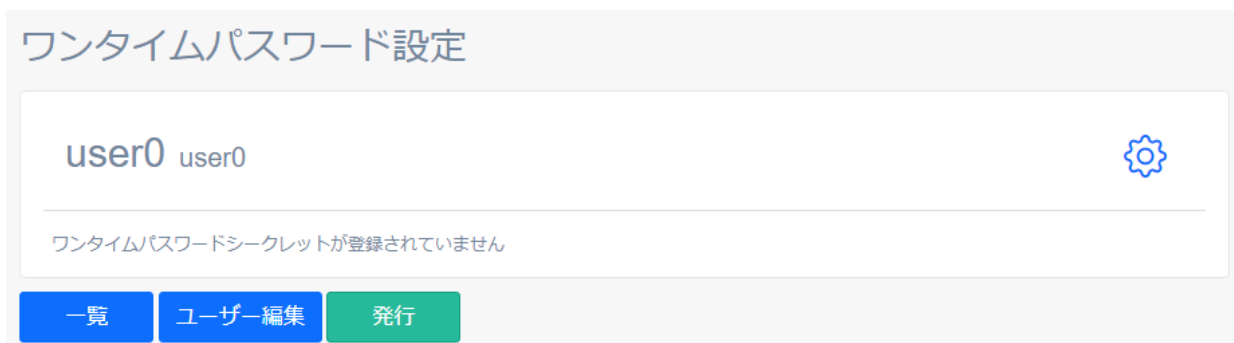 ワンタイムパスワード設定
user0 user0
ワンタイムパスワードシークレットが登録されていません
一覧 ユーザー編集 発行